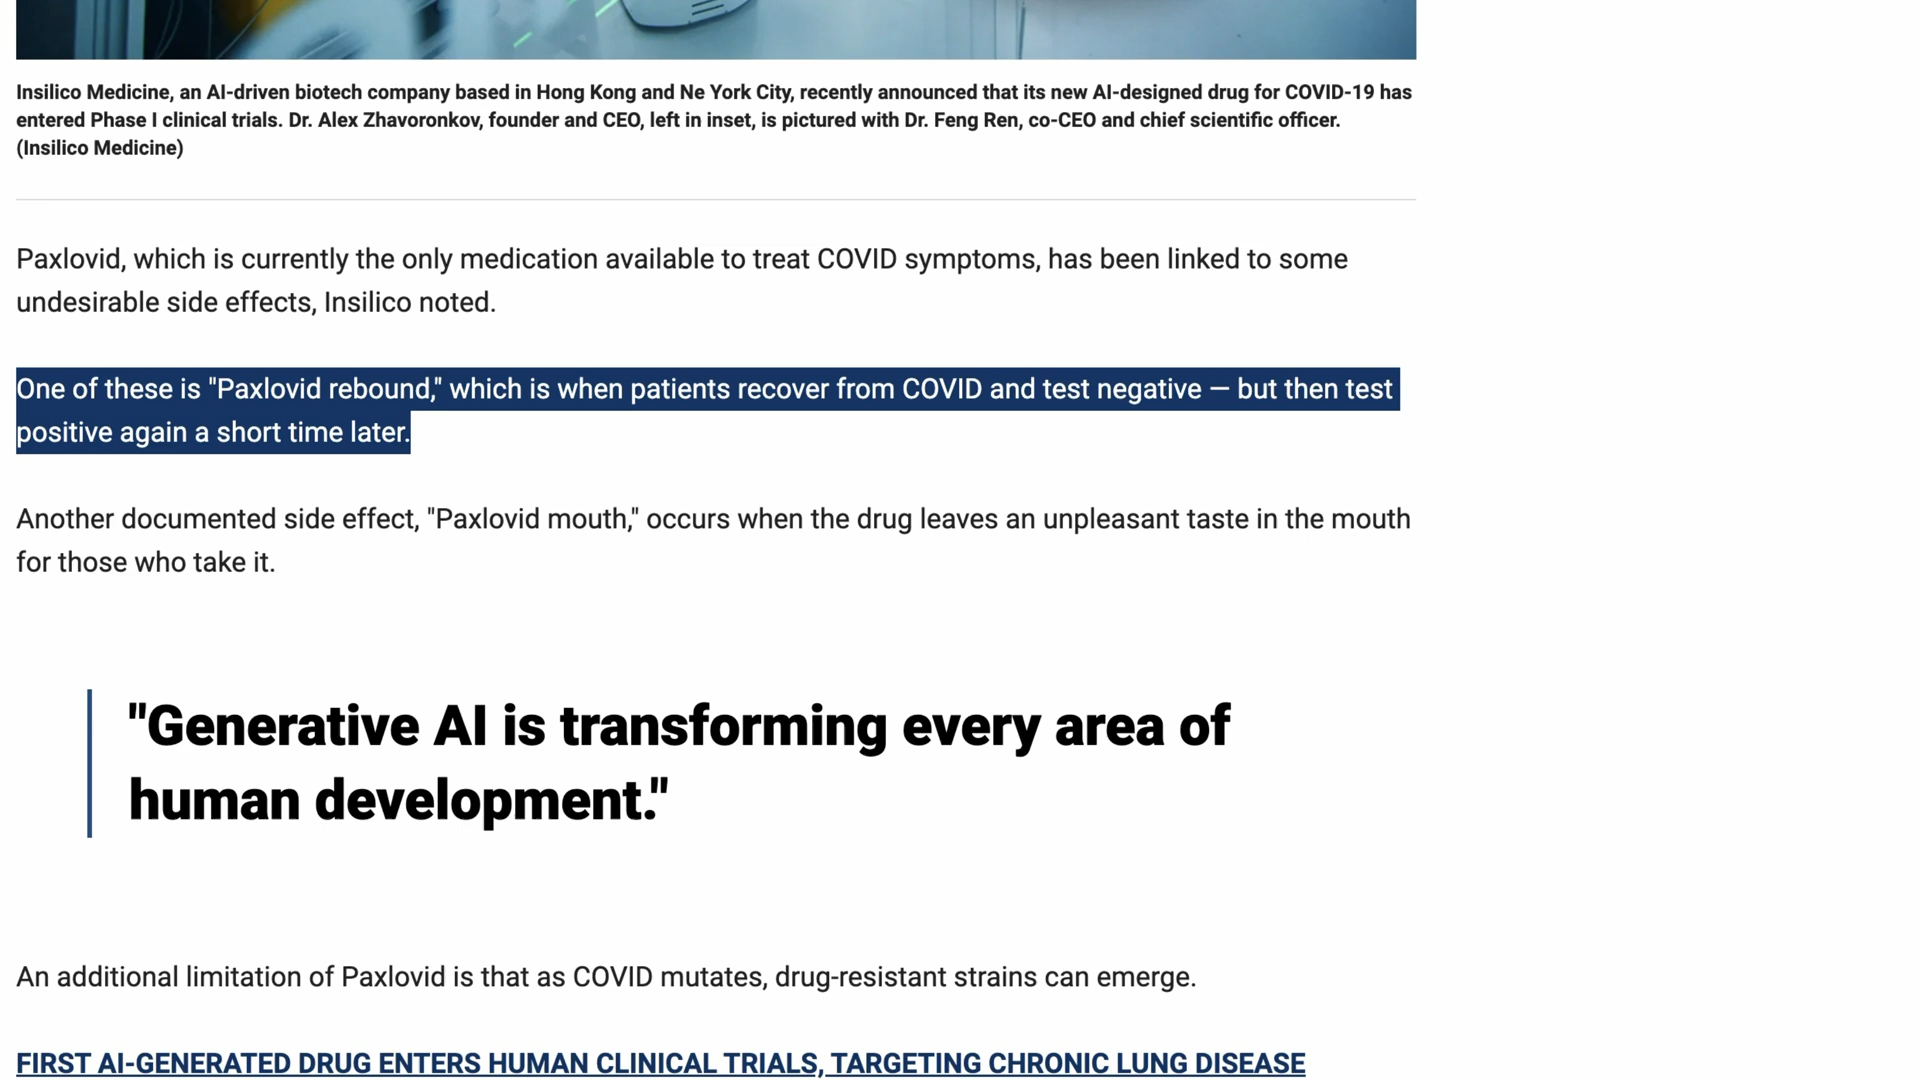 Insilico Medicine, an AI-driven biotech company based in Hong Kong and Ne York City, recently announced that its new AI-designed drug for COVID-19 has
entered Phase I clinical trials. Dr. Alex Zhavoronkov, founder and CEO, left in inset, is pictured with Dr. Feng Ren, co-CEO and chief scientific officer.
(Insilico Medicine)
Paxlovid, which is currently the only medication available to treat COVID symptoms, has been linked to some
undesirable side effects, Insilico noted.
One of these is "Paxlovid rebound," which is when patients recover from COVID and test negative — but then test
positive again a short time later.
Another documented side effect, "Paxlovid mouth," occurs when the drug leaves an unpleasant taste in the mouth
for those who take it.
"Generative AI is transforming every area of
human development."
An additional limitation of Paxlovid is that as COVID mutates, drug-resistant strains can emerge.
FIRST AI-GENERATED DRUG ENTERS HUMAN CLINICAL TRIALS, TARGETING CHRONIC LUNG DISEASE